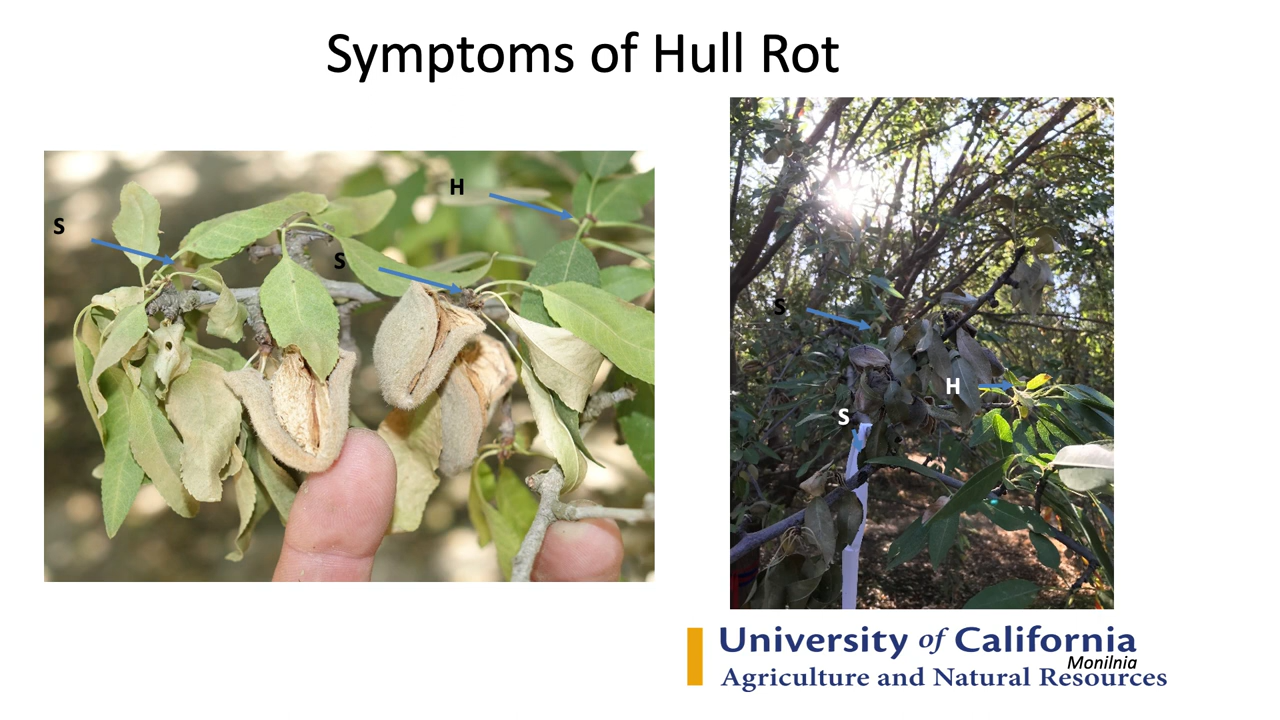 Symptoms of Hull Rot
S
S
H
S
H
S
University of California
Monilnia
Agriculture and Natural Resources